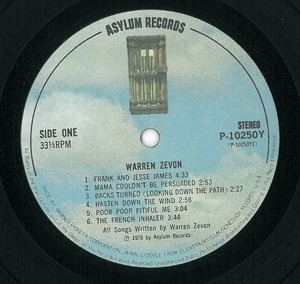 ASYLUM RECORDS
SIDE ONE
33⅓RPM
STEREO
P-10250Y
(P-10250Y1)
WARREN ZEVON
1. FRANK AND JESSE JAMES 4:33
2. MAMA COULDN'T BE PERSUADED 2:53
3. BACKS TURNED (LOOKING DOWN THE PATH) 2:27
4. HASTEN DOWN THE WIND 2:58
5. POOR POOR PITIFUL ME 3:04
6. THE FRENCH INHALER 3:44
All Songs Written by Warren Zevon
Ⓟ 1976 by Asylum Records.